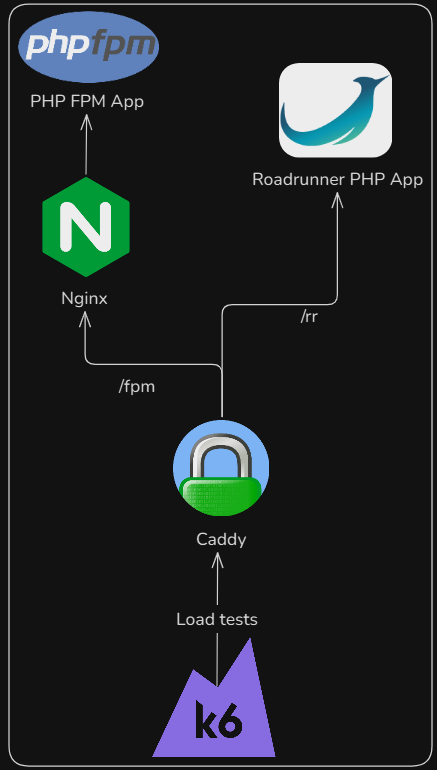 phpfpm
PHP FPM App
Roadrunner PHP App
N
Nginx
/rr
/fpm
Caddy
Load tests
k6